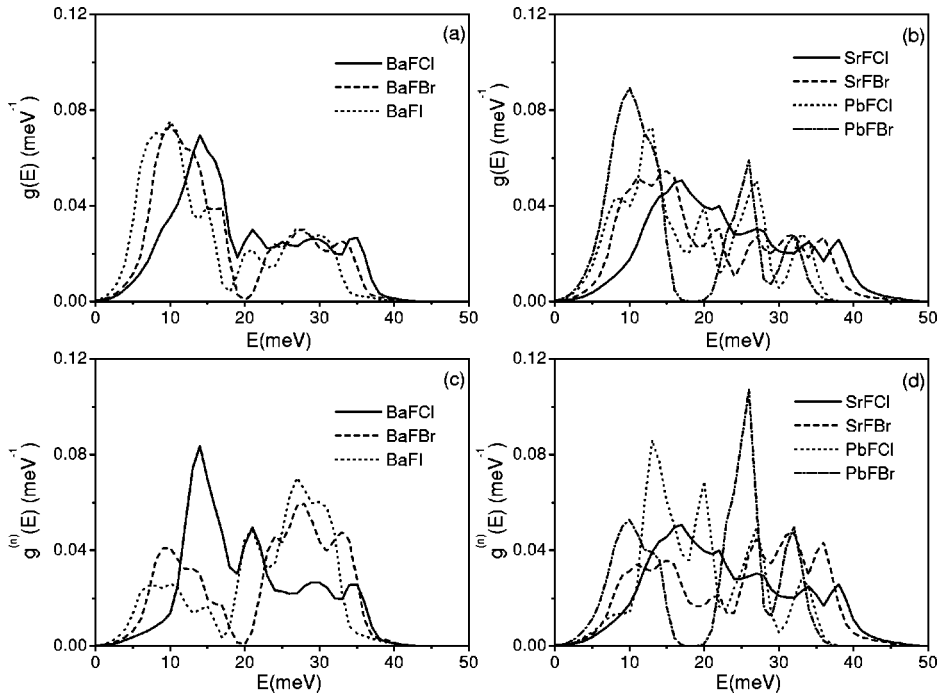 (a)
BaFCl
BaFBr
BaFI
g(E) (meV⁻¹)
0.12
0.08
0.04
0.00
0 10 20 30 40 50
E(meV)
(b)
SrFCl
SrFBr
PbFCl
PbFBr
g(E) (meV⁻¹)
0.12
0.08
0.04
0.00
0 10 20 30 40 50
E(meV)
(c)
BaFCl
BaFBr
BaFI
g⁽ⁿ⁾(E) (meV⁻¹)
0.12
0.08
0.04
0.00
0 10 20 30 40 50
E(meV)
(d)
SrFCl
SrFBr
PbFCl
PbFBr
g⁽ⁿ⁾(E) (meV⁻¹)
0.12
0.08
0.04
0.00
0 10 20 30 40 50
E(meV)